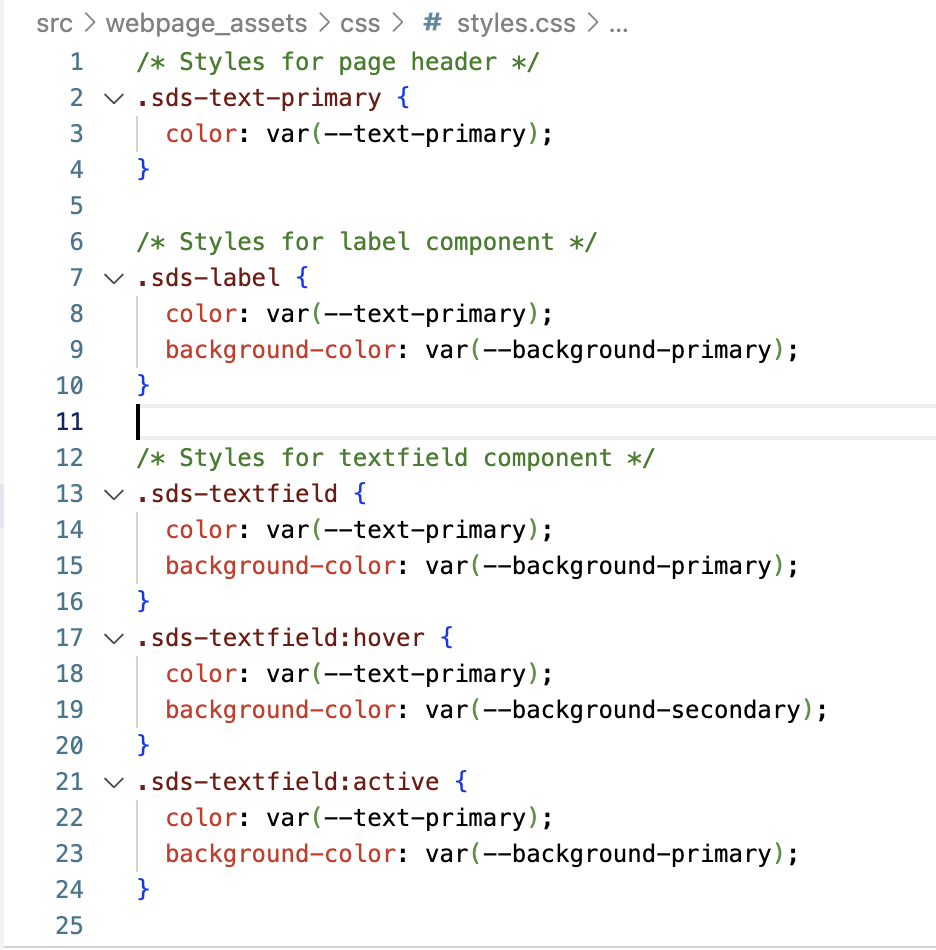 src > webpage_assets > css > # styles.css > ...
1 /* Styles for page header */
2 .sds-text-primary {
3   color: var(--text-primary);
4 }
5
6 /* Styles for label component */
7 .sds-label {
8   color: var(--text-primary);
9   background-color: var(--background-primary);
10 }
11
12 /* Styles for textfield component */
13 .sds-textfield {
14   color: var(--text-primary);
15   background-color: var(--background-primary);
16 }
17 .sds-textfield:hover {
18   color: var(--text-primary);
19   background-color: var(--background-secondary);
20 }
21 .sds-textfield:active {
22   color: var(--text-primary);
23   background-color: var(--background-primary);
24 }
25